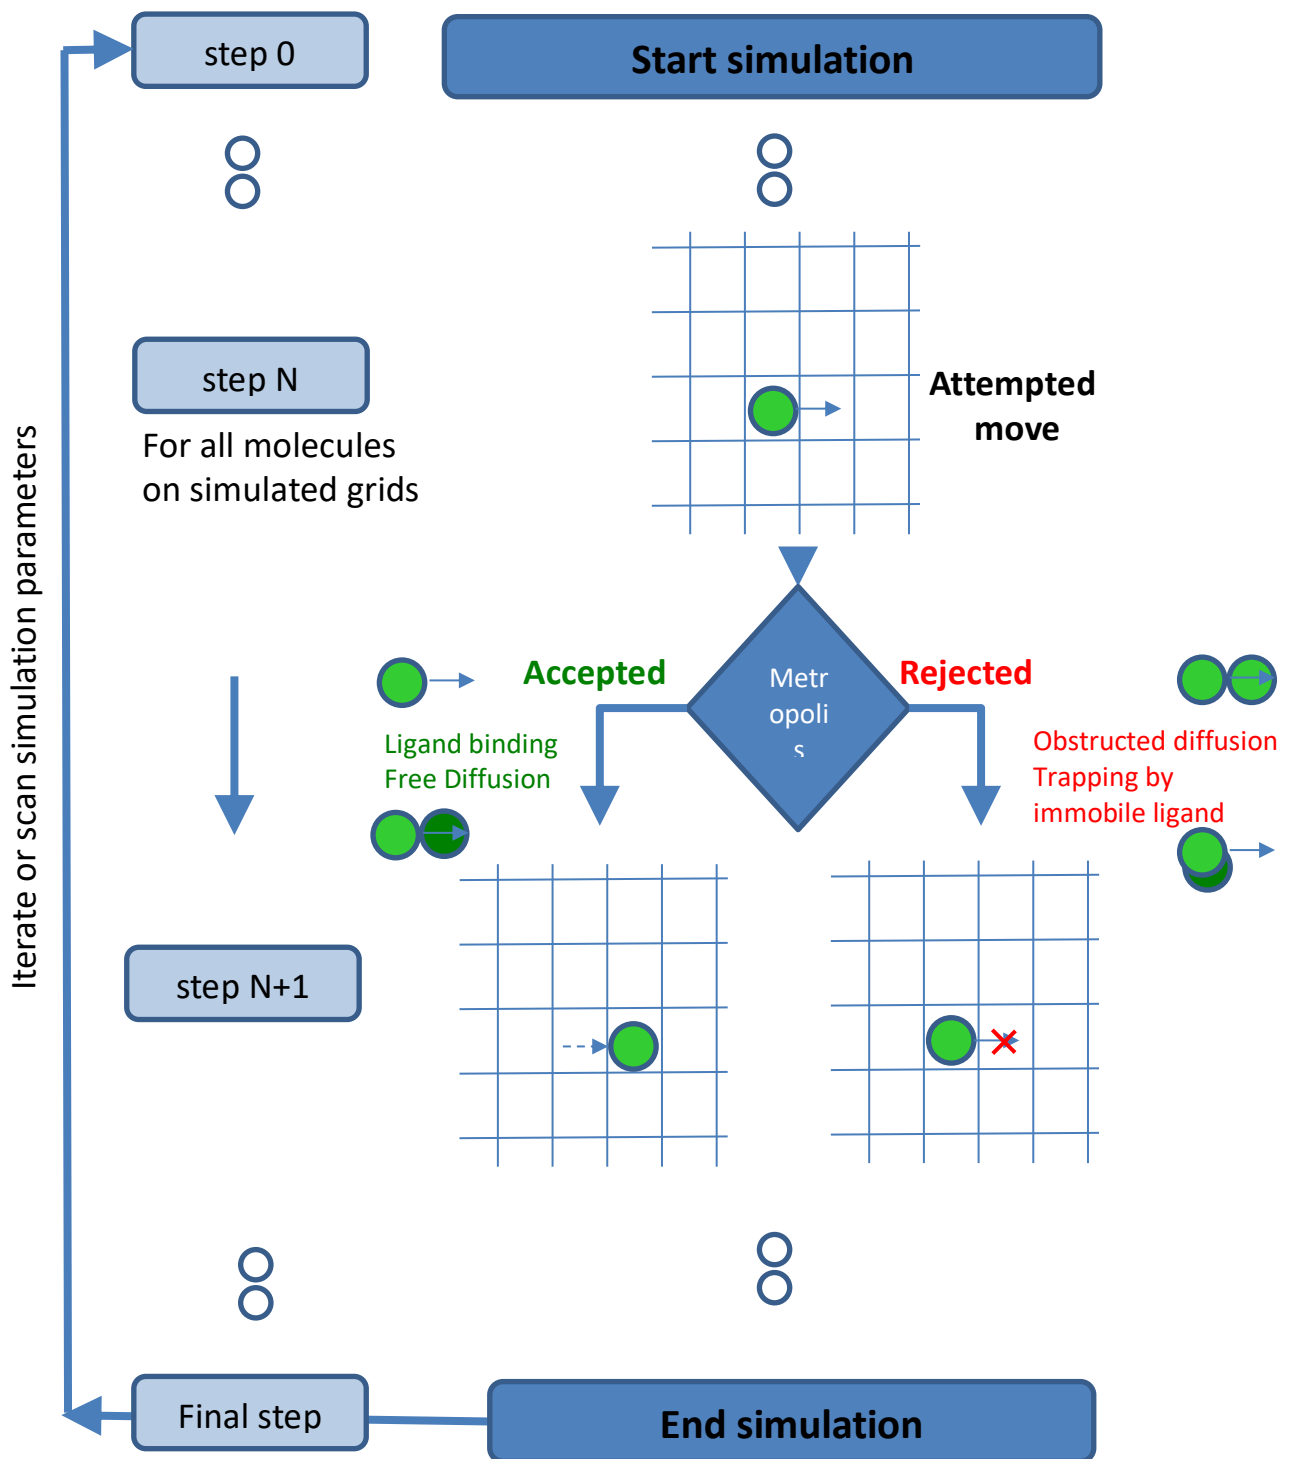 step 0
Start simulation
step N
For all molecules
on simulated grids
Attempted
move
Iterate or scan simulation parameters
Accepted
Metr
opoli
s
Rejected
Ligand binding
Free Diffusion
Obstructed diffusion
Trapping by
immobile ligand
step N+1
Final step
End simulation